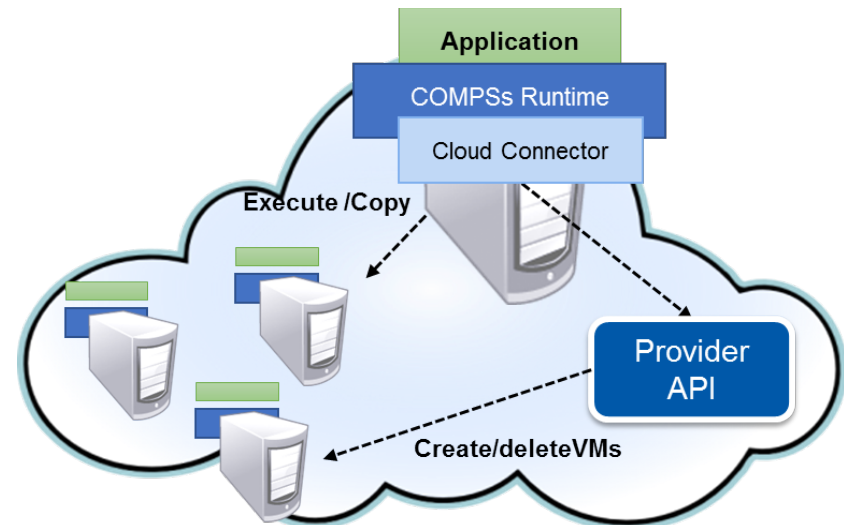 Application
COMPSs Runtime
Cloud Connector
Execute /Copy
Provider
API
Create/deleteVMs